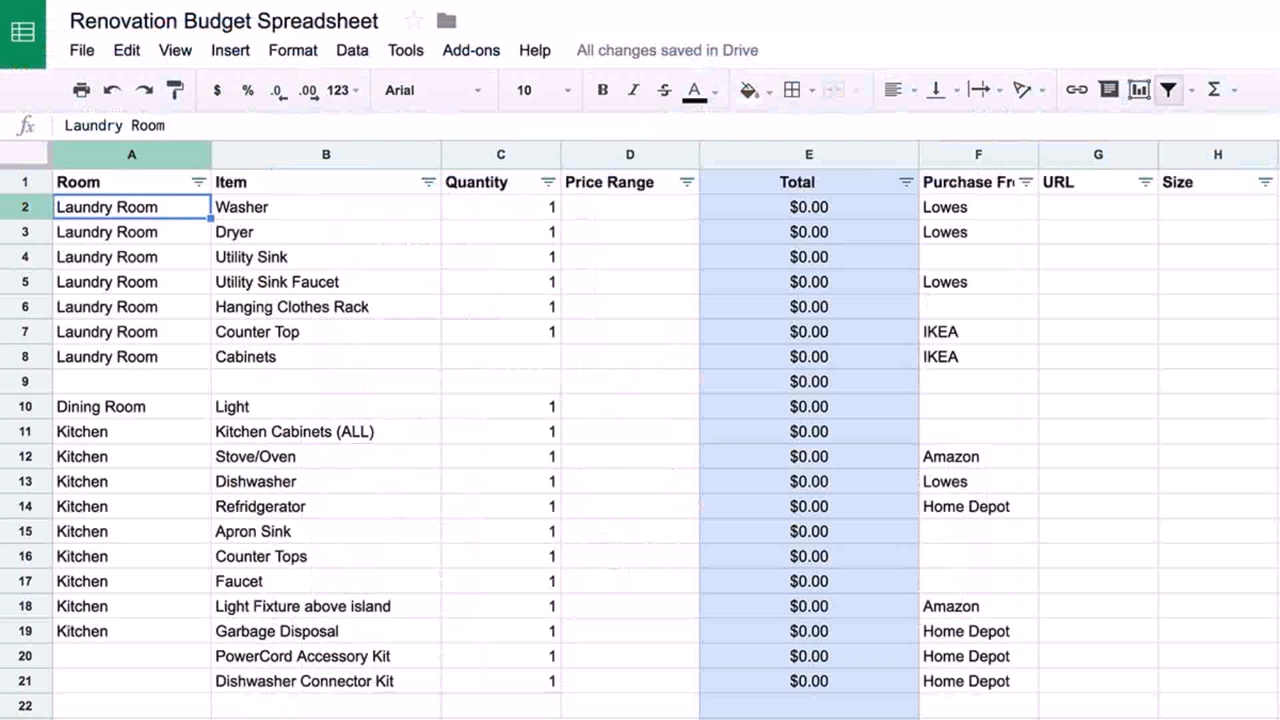 Renovation Budget Spreadsheet
File Edit View Insert Format Data Tools Add-ons Help All changes saved in Drive
$ % .0 .00 123 Arial 10 B I S A Σ
fx Laundry Room
A B C D E F G H
1 Room Item Quantity Price Range Total Purchase Fr URL Size
2 Laundry Room Washer 1 $0.00 Lowes
3 Laundry Room Dryer 1 $0.00 Lowes
4 Laundry Room Utility Sink 1 $0.00
5 Laundry Room Utility Sink Faucet 1 $0.00 Lowes
6 Laundry Room Hanging Clothes Rack 1 $0.00
7 Laundry Room Counter Top 1 $0.00 IKEA
8 Laundry Room Cabinets $0.00 IKEA
9 $0.00
10 Dining Room Light 1 $0.00
11 Kitchen Kitchen Cabinets (ALL) 1 $0.00
12 Kitchen Stove/Oven 1 $0.00 Amazon
13 Kitchen Dishwasher 1 $0.00 Lowes
14 Kitchen Refridgerator 1 $0.00 Home Depot
15 Kitchen Apron Sink 1 $0.00
16 Kitchen Counter Tops 1 $0.00
17 Kitchen Faucet 1 $0.00
18 Kitchen Light Fixture above island 1 $0.00 Amazon
19 Kitchen Garbage Disposal 1 $0.00 Home Depot
20 PowerCord Accessory Kit 1 $0.00 Home Depot
21 Dishwasher Connector Kit 1 $0.00 Home Depot
22